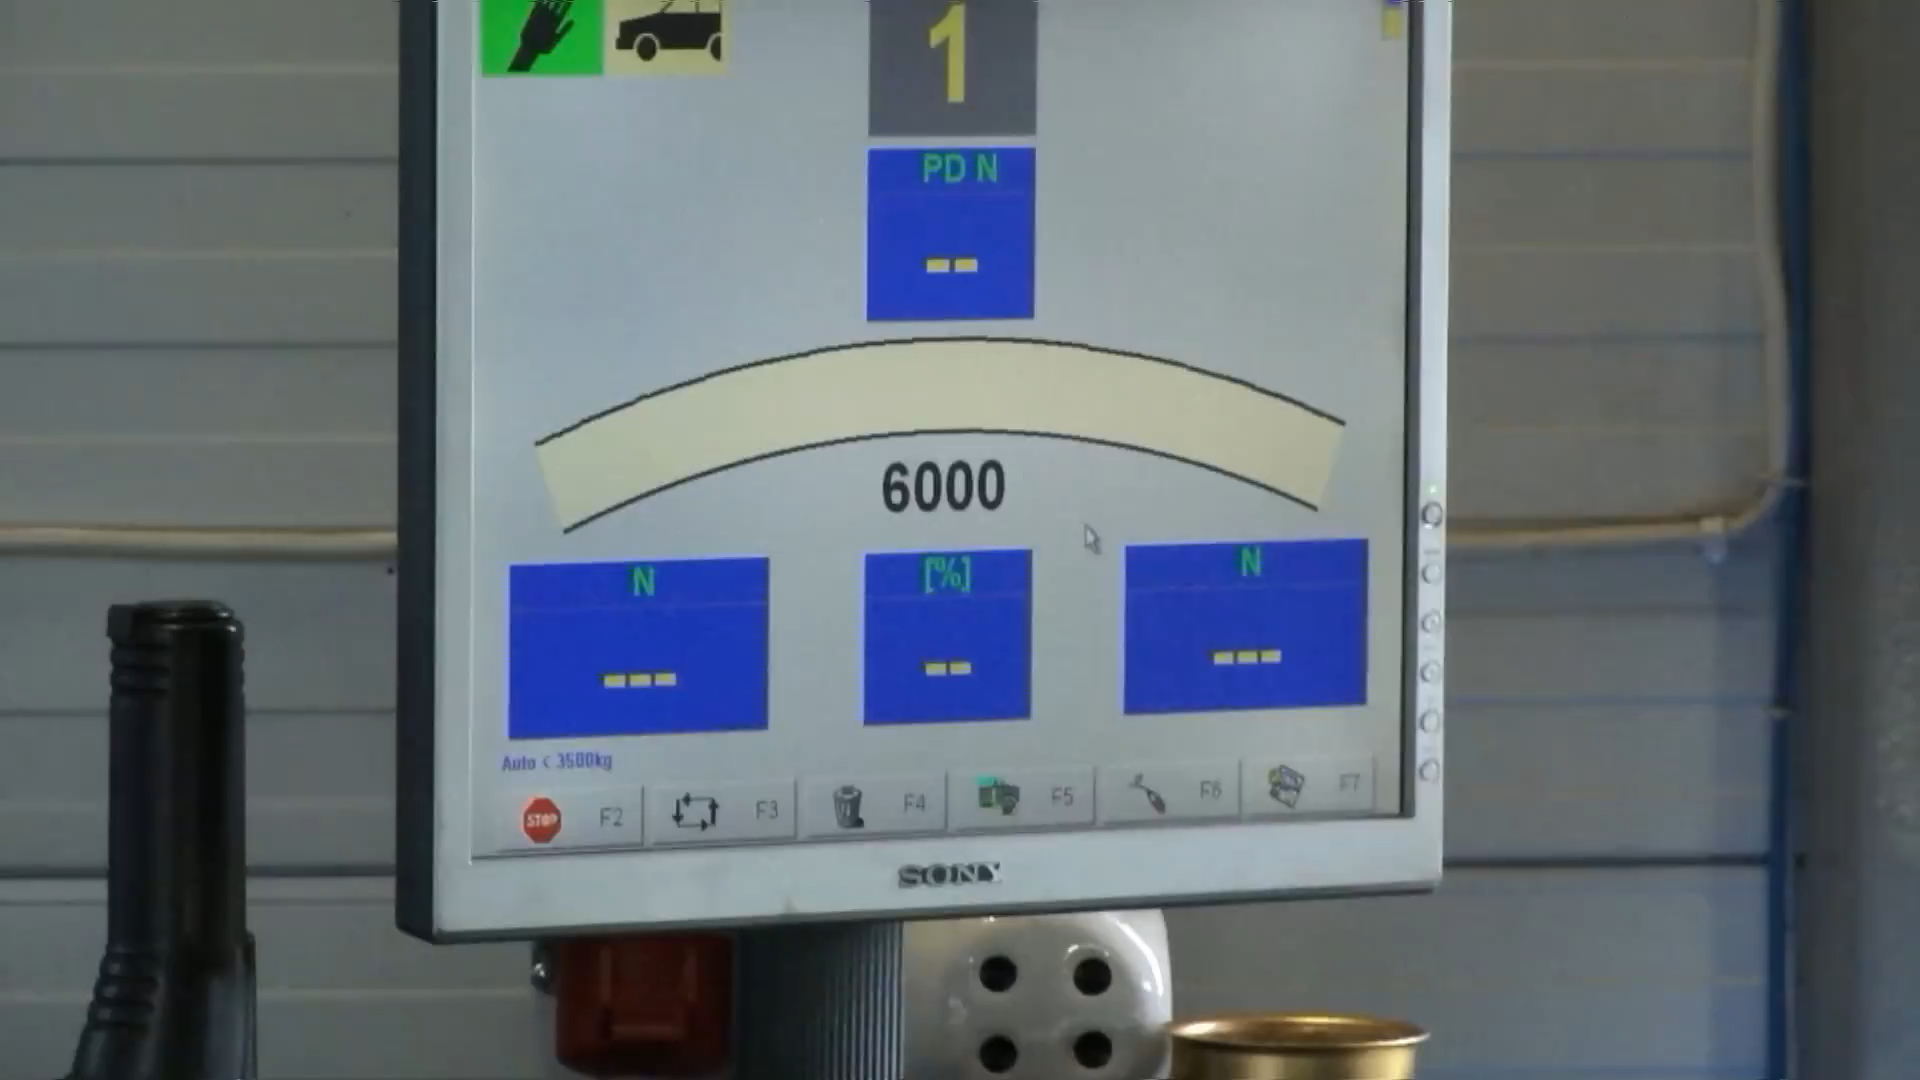 1
PD N
--
6000
N
[%]
N
---
--
---
Auto < 3500kg
STOP F2
F3
F4
F5
F6
F7
SONY